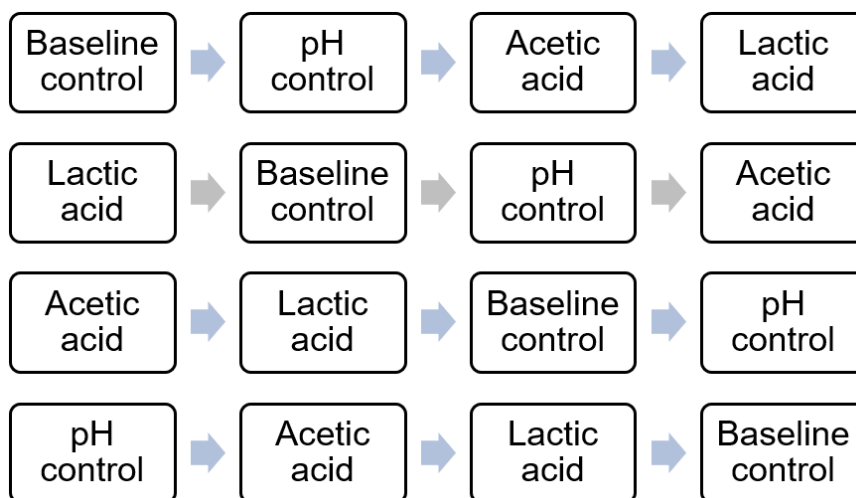 Baseline
control
pH
control
Acetic
acid
Lactic
acid
Lactic
acid
Baseline
control
pH
control
Acetic
acid
Acetic
acid
Lactic
acid
Baseline
control
pH
control
pH
control
Acetic
acid
Lactic
acid
Baseline
control